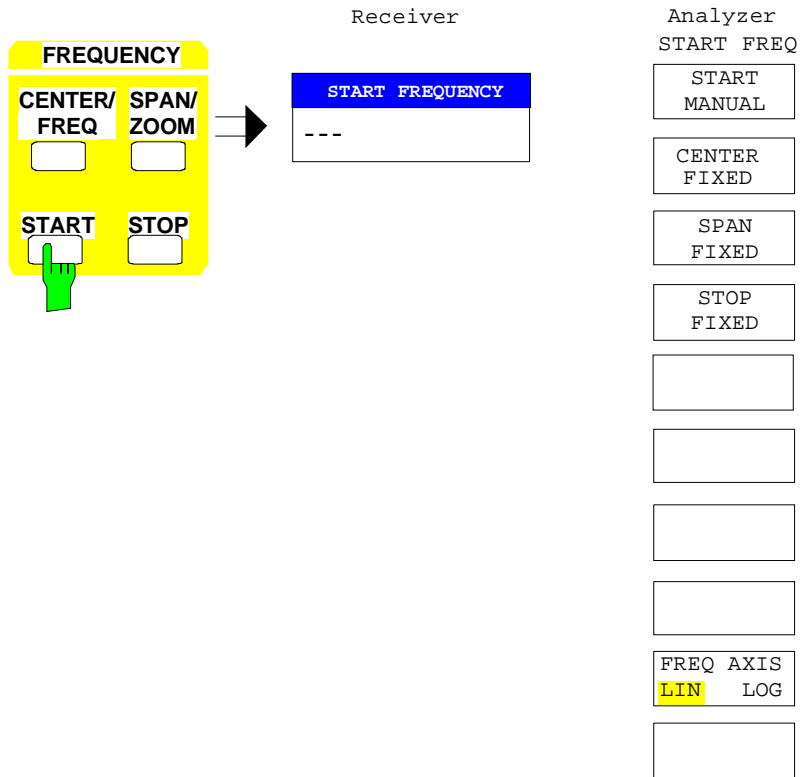 Receiver
Analyzer
START FREQ
FREQUENCY
CENTER/ SPAN/
FREQ ZOOM
START STOP
START FREQUENCY
---
START
MANUAL
CENTER
FIXED
SPAN
FIXED
STOP
FIXED
FREQ AXIS
LIN LOG